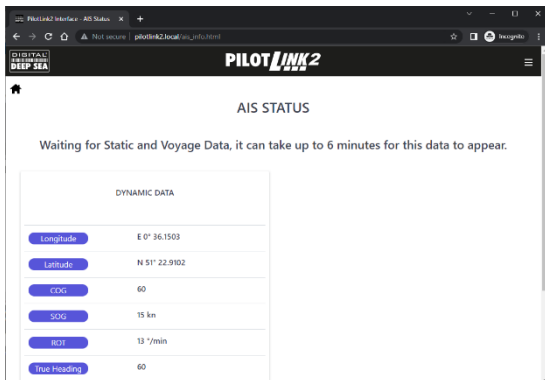 PilotLink2 Interface - AIS Status
Not secure pilotlink2.local/ais_info.html Incognito
DIGITAL DEEP SEA
PILOTLINK2
AIS STATUS
Waiting for Static and Voyage Data, it can take up to 6 minutes for this data to appear.
DYNAMIC DATA
Longitude E 0° 36.1503
Latitude N 51° 22.9102
COG 60
SOG 15 kn
ROT 13 °/min
True Heading 60